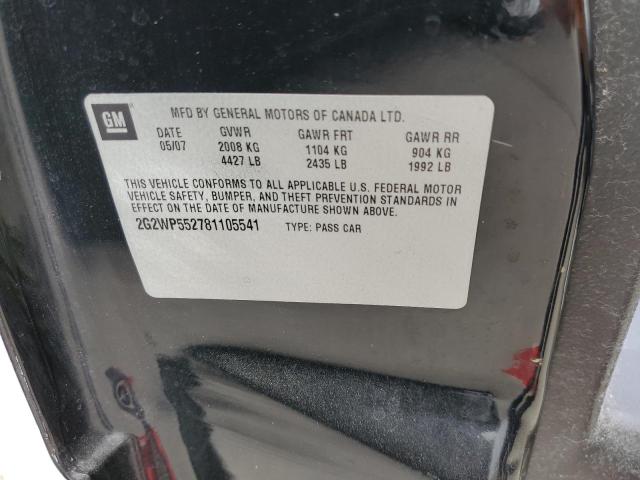 GM
MFD BY GENERAL MOTORS OF CANADA LTD.
DATE GVWR GAWR FRT GAWR RR
05/07 2008 KG 1104 KG 904 KG
4427 LB 2435 LB 1992 LB
THIS VEHICLE CONFORMS TO ALL APPLICABLE U.S. FEDERAL MOTOR
VEHICLE SAFETY, BUMPER, AND THEFT PREVENTION STANDARDS IN
EFFECT ON THE DATE OF MANUFACTURE SHOWN ABOVE.
2G2WP552781105541 TYPE: PASS CAR